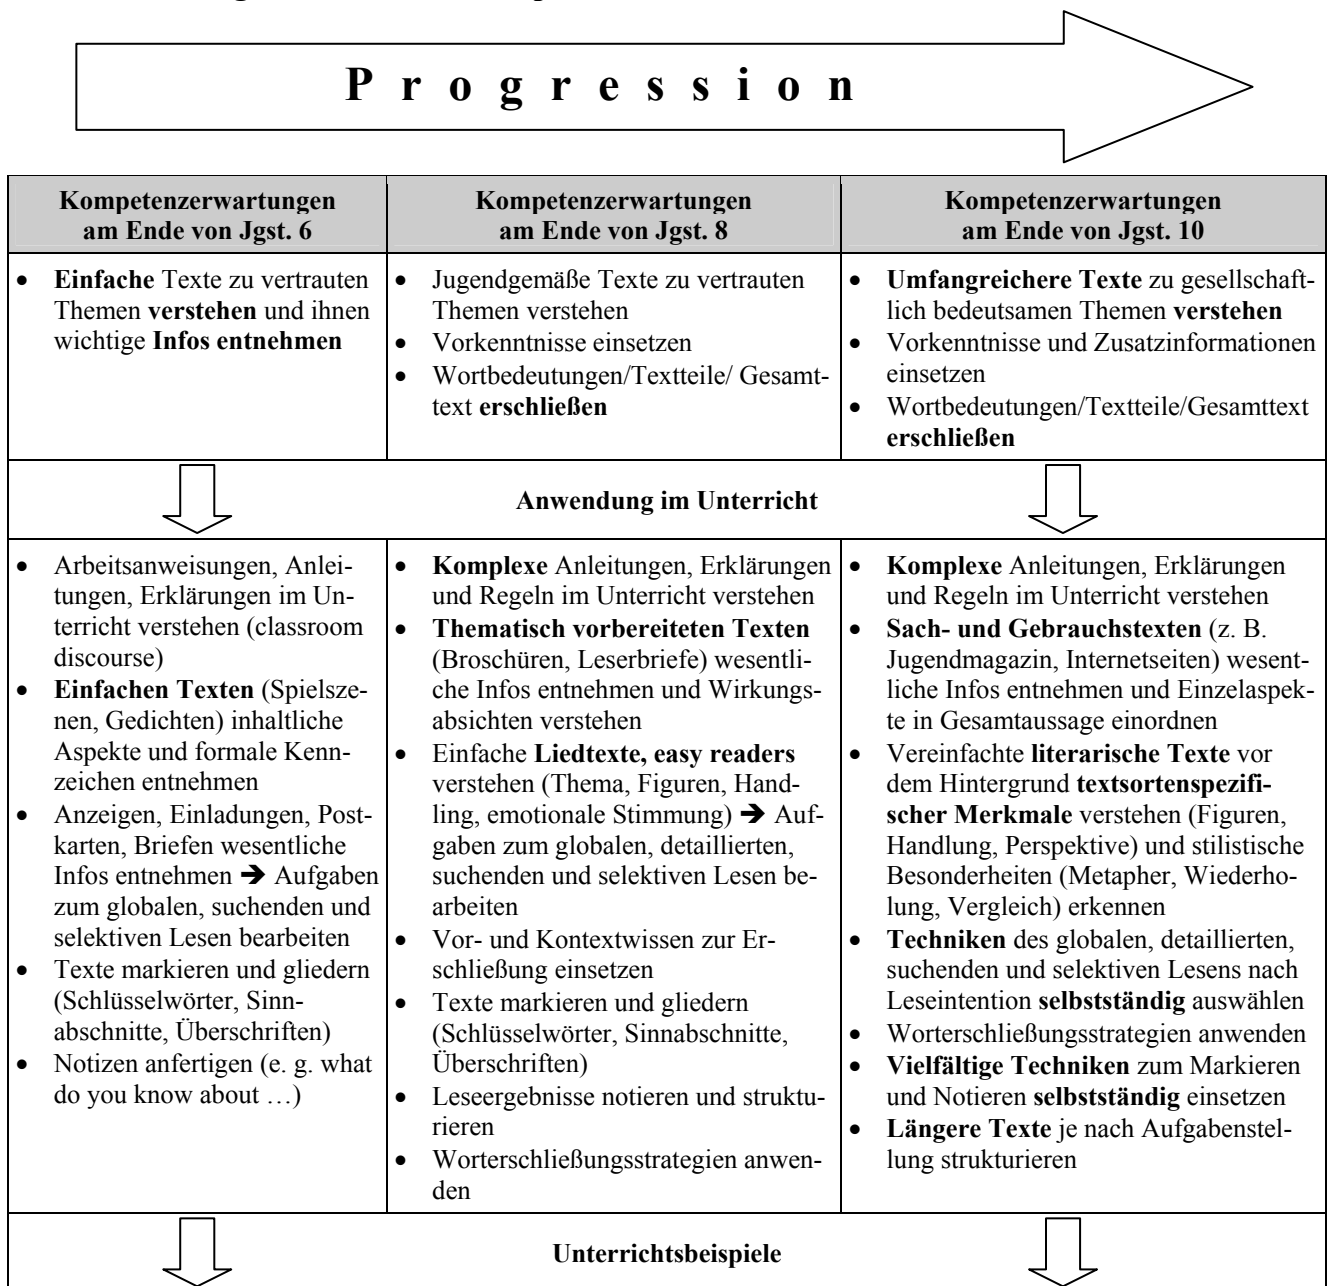 P r o g r e s s i o n
Kompetenzerwartungen
am Ende von Jgst. 6
Kompetenzerwartungen
am Ende von Jgst. 8
Kompetenzerwartungen
am Ende von Jgst. 10
• Einfache Texte zu vertrauten
Themen verstehen und ihnen
wichtige Infos entnehmen
• Jugendgemäße Texte zu vertrauten
Themen verstehen
• Vorkenntnisse einsetzen
• Wortbedeutungen/Textteile/ Gesamt-
text erschließen
• Umfangreichere Texte zu gesellschaft-
lich bedeutsamen Themen verstehen
• Vorkenntnisse und Zusatzinformationen
einsetzen
• Wortbedeutungen/Textteile/Gesamttext
erschließen
Anwendung im Unterricht
• Arbeitsanweisungen, Anlei-
tungen, Erklärungen im Un-
terricht verstehen (classroom
discourse)
• Einfachen Texten (Spielsze-
nen, Gedichten) inhaltliche
Aspekte und formale Kenn-
zeichen entnehmen
• Anzeigen, Einladungen, Post-
karten, Briefen wesentliche
Infos entnehmen ➔ Aufgaben
zum globalen, suchenden und
selektiven Lesen bearbeiten
• Texte markieren und gliedern
(Schlüsselwörter, Sinn-
abschnitte, Überschriften)
• Notizen anfertigen (e. g. what
do you know about …)
• Komplexe Anleitungen, Erklärungen
und Regeln im Unterricht verstehen
• Thematisch vorbereiteten Texten
(Broschüren, Leserbriefe) wesentli-
che Infos entnehmen und Wirkungs-
absichten verstehen
• Einfache Liedtexte, easy readers
verstehen (Thema, Figuren, Hand-
ling, emotionale Stimmung) ➔ Auf-
gaben zum globalen, detaillierten,
suchenden und selektiven Lesen be-
arbeiten
• Vor- und Kontextwissen zur Er-
schließung einsetzen
• Texte markieren und gliedern
(Schlüsselwörter, Sinnabschnitte,
Überschriften)
• Leseergebnisse notieren und struktu-
rieren
• Worterschließungsstrategien anwen-
den
• Komplexe Anleitungen, Erklärungen
und Regeln im Unterricht verstehen
• Sach- und Gebrauchstexten (z. B.
Jugendmagazin, Internetseiten) wesent-
liche Infos entnehmen und Einzelaspek-
te in Gesamtaussage einordnen
• Vereinfachte literarische Texte vor
dem Hintergrund textsortenspezifi-
scher Merkmale verstehen (Figuren,
Handlung, Perspektive) und stilistische
Besonderheiten (Metapher, Wiederho-
lung, Vergleich) erkennen
• Techniken des globalen, detaillierten,
suchenden und selektiven Lesens nach
Leseintention selbstständig auswählen
• Worterschließungsstrategien anwenden
• Vielfältige Techniken zum Markieren
und Notieren selbstständig einsetzen
• Längere Texte je nach Aufgabenstel-
lung strukturieren
Unterrichtsbeispiele